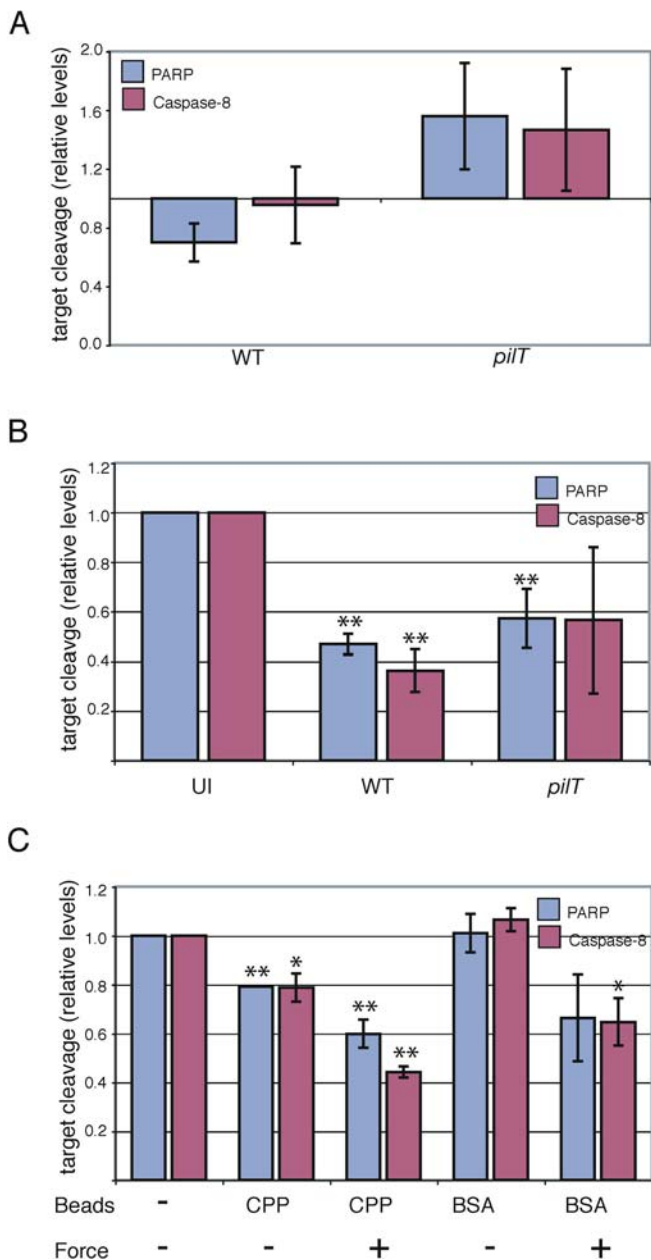 A
target cleavage (relative levels)
2.0
1.6
1.2
0.8
0.4
0.0
PARP
Caspase-8
WT
pilT
B
target cleavge (relative levels)
1.2
1.0
0.8
0.6
0.4
0.2
PARP
Caspase-8
** ** **
UI WT pilT
C
target cleavage (relative levels)
1.2
1.0
0.8
0.6
0.4
0.2
PARP
Caspase-8
** * ** ** *
Beads - CPP CPP BSA BSA
Force - - + - +